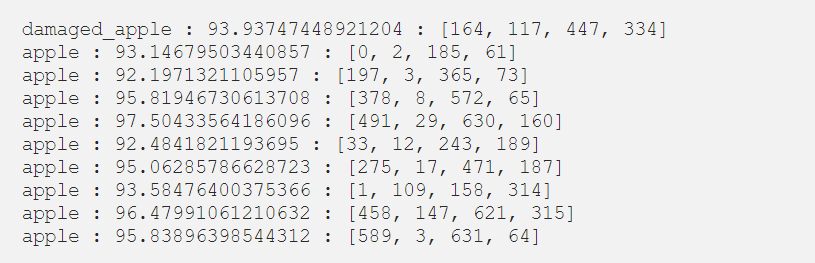 damaged_apple : 93.93747448921204 : [164, 117, 447, 334]
apple : 93.14679503440857 : [0, 2, 185, 61]
apple : 92.1971321105957 : [197, 3, 365, 73]
apple : 95.81946730613708 : [378, 8, 572, 65]
apple : 97.50433564186096 : [491, 29, 630, 160]
apple : 92.4841821193695 : [33, 12, 243, 189]
apple : 95.06285786628723 : [275, 17, 471, 187]
apple : 93.58476400375366 : [1, 109, 158, 314]
apple : 96.47991061210632 : [458, 147, 621, 315]
apple : 95.83896398544312 : [589, 3, 631, 64]